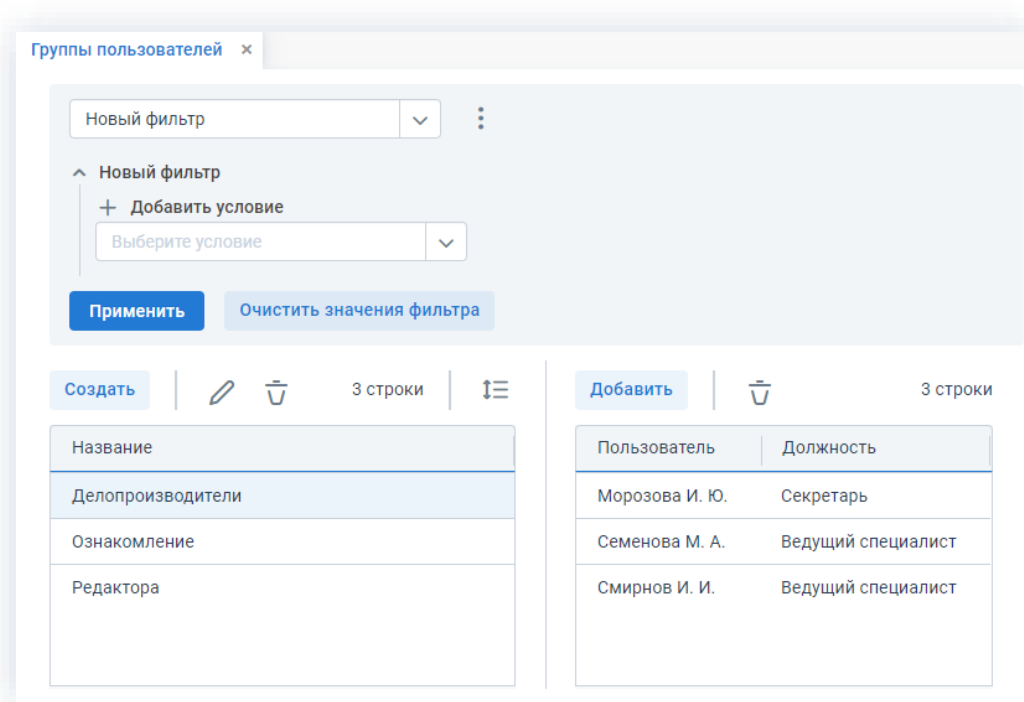 Группы пользователей ×
Новый фильтр
Новый фильтр
Добавить условие
Выберите условие
Применить Очистить значения фильтра
Создать 3 строки Добавить 3 строки
Название Пользователь Должность
Делопроизводители Морозова И. Ю. Секретарь
Ознакомление Семенова М. А. Ведущий специалист
Редактора Смирнов И. И. Ведущий специалист